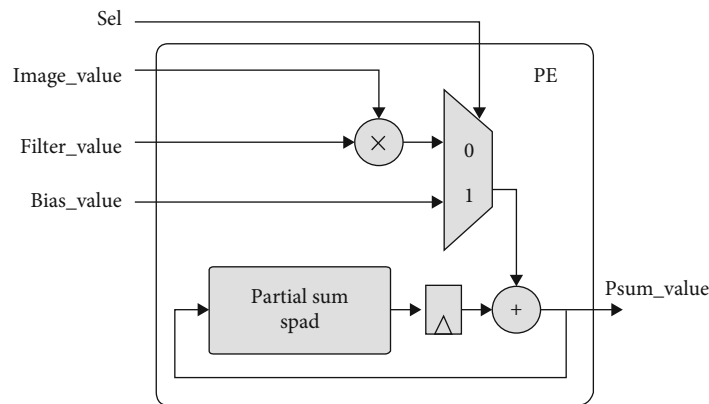 Sel
PE
Image_value
Filter_value
×
0
Bias_value
1
Partial sum
spad
+
Psum_value